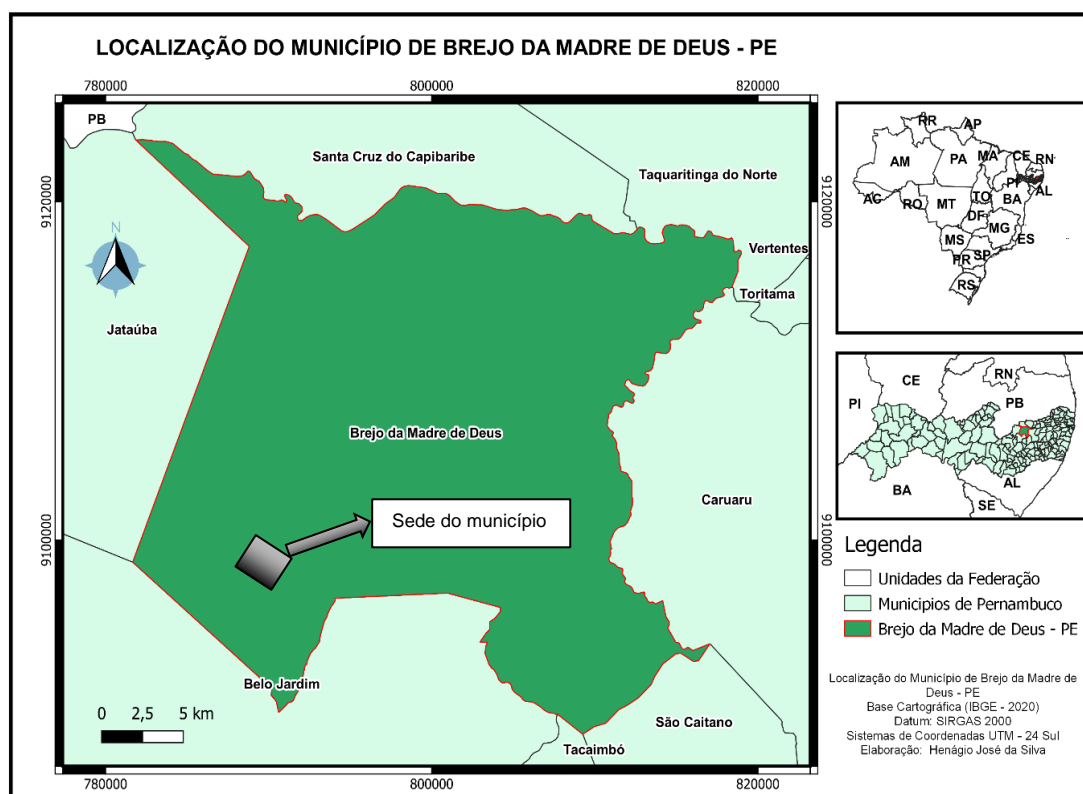 LOCALIZAÇÃO DO MUNICÍPIO DE BREJO DA MADRE DE DEUS - PE
780000
800000
820000
PB
Santa Cruz do Capibaribe
Taquaritinga do Norte
9120000
9120000
N
Vertentes
Toritama
Jataúba
Brejo da Madre de Deus
Caruaru
Sede do município
9100000
9100000
Belo Jardim
0 2,5 5 km
São Caitano
Tacaimbó
780000
800000
820000
RR
AP
AM
PA
MA
CE
RN
PI
AL
AC
RO
MT
TO
BA
DF
MG
ES
MS
SP
PR
RS
CE
RN
PI
PB
BA
AL
SE
Legenda
Unidades da Federação
Municipios de Pernambuco
Brejo da Madre de Deus - PE
Localização do Município de Brejo da Madre de
Deus - PE
Base Cartográfica (IBGE - 2020)
Datum: SIRGAS 2000
Sistemas de Coordenadas UTM - 24 Sul
Elaboração: Henágio José da Silva